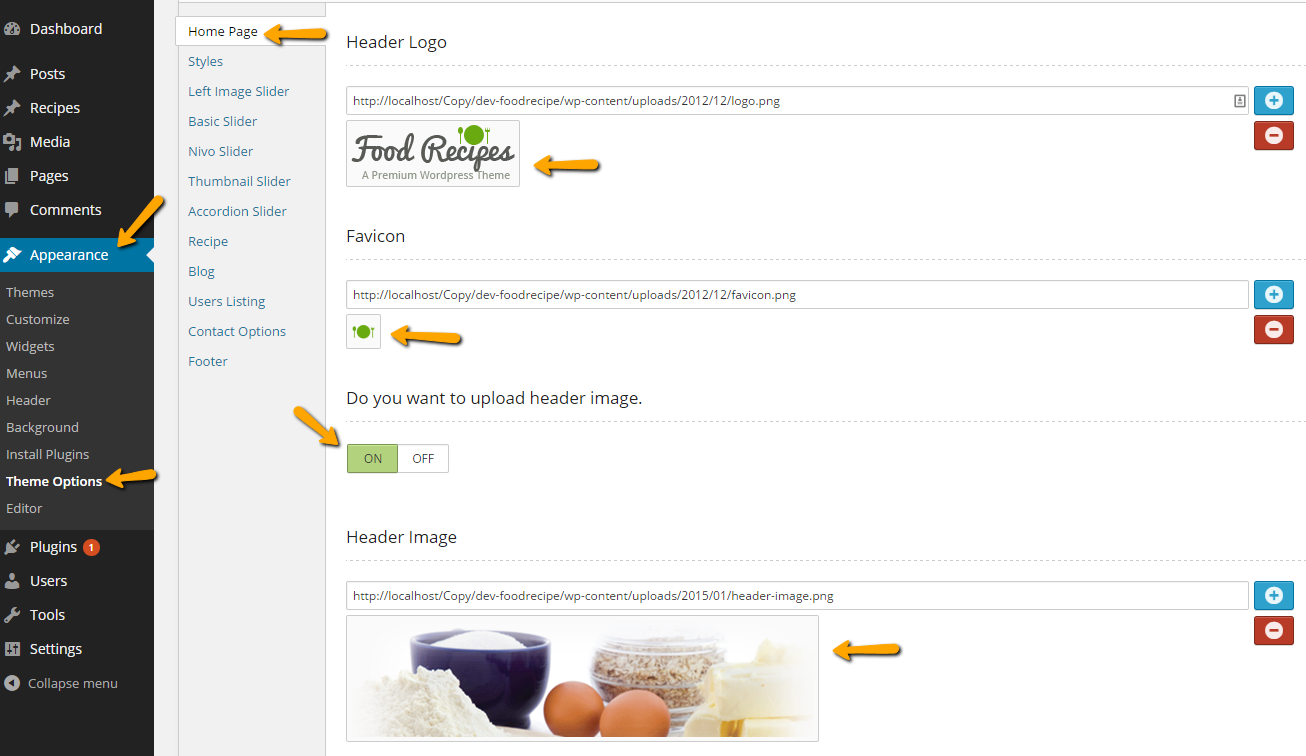 Dashboard
Posts
Recipes
Media
Pages
Comments
Appearance
Themes
Customize
Widgets
Menus
Header
Background
Install Plugins
Theme Options
Editor
Plugins 1
Users
Tools
Settings
Collapse menu
Home Page
Styles
Left Image Slider
Basic Slider
Nivo Slider
Thumbnail Slider
Accordion Slider
Recipe
Blog
Users Listing
Contact Options
Footer
Header Logo
http://localhost/Copy/dev-foodrecipe/wp-content/uploads/2012/12/logo.png
Food Recipes
A Premium Wordpress Theme
Favicon
http://localhost/Copy/dev-foodrecipe/wp-content/uploads/2012/12/favicon.png
Do you want to upload header image.
ON OFF
Header Image
http://localhost/Copy/dev-foodrecipe/wp-content/uploads/2015/01/header-image.png